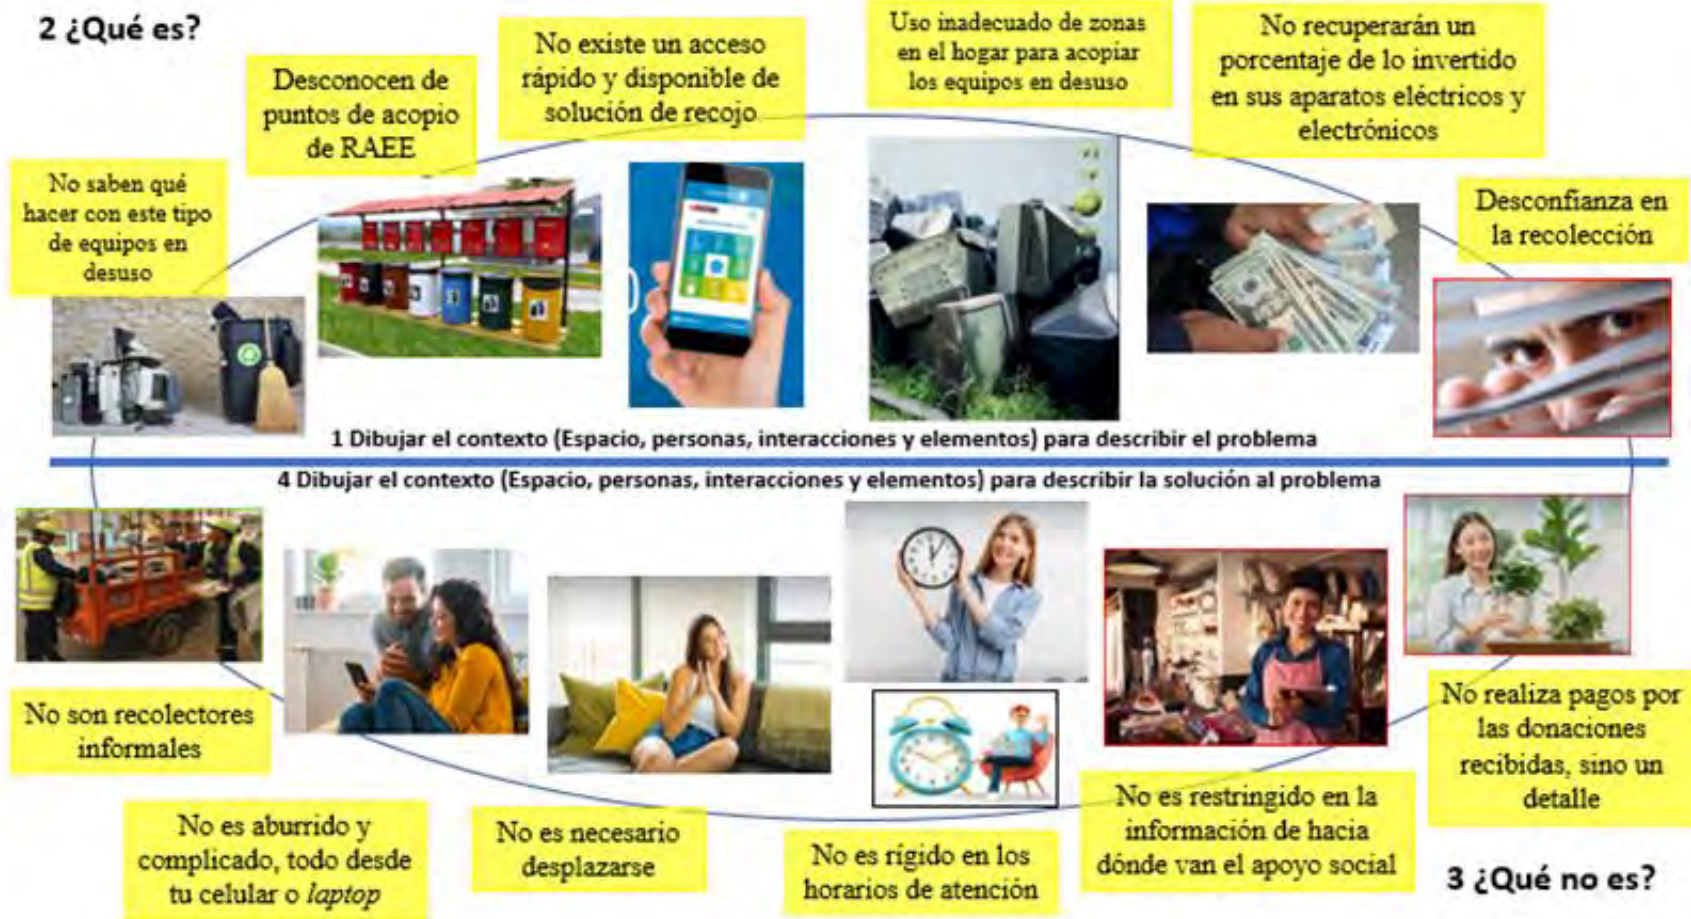 2 ¿Qué es?
No saben qué
hacer con este tipo
de equipos en
desuso
Desconocen de
puntos de acopio
de RAEE
No existe un acceso
rápido y disponible de
solución de recojo
Uso inadecuado de zonas
en el hogar para acopiar
los equipos en desuso
No recuperarán un
porcentaje de lo invertido
en sus aparatos eléctricos y
electrónicos
Desconfianza en
la recolección
1 Dibujar el contexto (Espacio, personas, interacciones y elementos) para describir el problema
4 Dibujar el contexto (Espacio, personas, interacciones y elementos) para describir la solución al problema
No son recolectores
informales
No es aburrido y
complicado, todo desde
tu celular o laptop
No es necesario
desplazarse
No es rígido en los
horarios de atención
No es restringido en la
información de hacia
dónde van el apoyo social
No realiza pagos por
las donaciones
recibidas, sino un
detalle
3 ¿Qué no es?